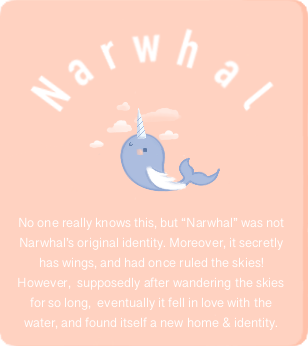 Narwhal
No one really knows this, but "Narwhal" was not
Narwhal's original identity. Moreover, it secretly
has wings, and had once ruled the skies!
However, supposedly after wandering the skies
for so long, eventually it fell in love with the
water, and found itself a new home & identity.